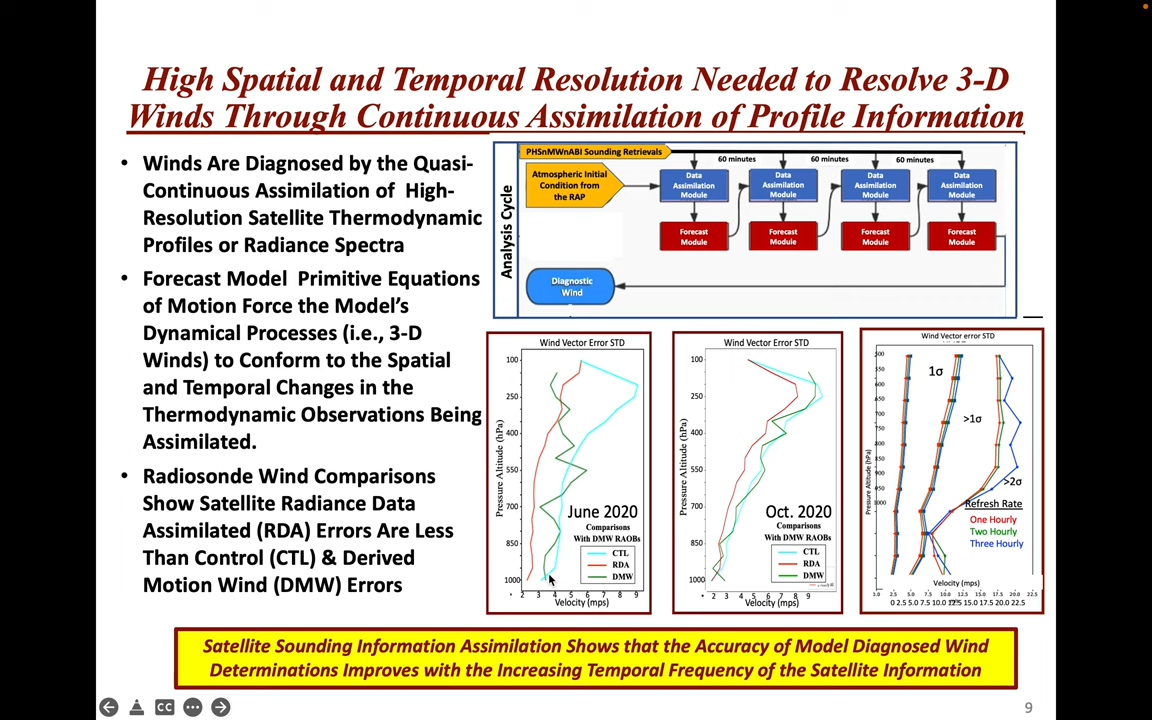 High Spatial and Temporal Resolution Needed to Resolve 3-D
Winds Through Continuous Assimilation of Profile Information
• Winds Are Diagnosed by the Quasi-
Continuous Assimilation of High-
Resolution Satellite Thermodynamic
Profiles or Radiance Spectra
• Forecast Model Primitive Equations
of Motion Force the Model's
Dynamical Processes (i.e., 3-D
Winds) to Conform to the Spatial
and Temporal Changes in the
Thermodynamic Observations Being
Assimilated.
• Radiosonde Wind Comparisons
Show Satellite Radiance Data
Assimilated (RDA) Errors Are Less
Than Control (CTL) & Derived
Motion Wind (DMW) Errors
Analysis Cycle
PHSnMWnABI Sounding Retrievals
60 minutes
60 minutes
60 minutes
Atmospheric Initial
Condition from
the RAP
Data
Assimilation
Module
Data
Assimilation
Module
Data
Assimilation
Module
Data
Assimilation
Module
Forecast
Module
Forecast
Module
Forecast
Module
Forecast
Module
Diagnostic
Wind
Wind Vector Error STD
Pressure Altitude (hPa)
100
250
400
550
700
850
1000
June 2020
Comparisons
With DMW RAOBs
CTL
RDA
DMW
2 3 4 5 6 7 8 9
Velocity (mps)
Wind Vector Error STD
Pressure Altitude (hPa)
100
250
400
550
700
850
1000
Oct. 2020
Comparisons
With DMW RAOBs
CTL
RDA
DMW
2 3 4 5 6 7 8 9
Velocity (mps)
Wind Vector error STD
Pressure Altitude (hPa)
600
650
700
750
800
850
950
1000
1σ
>1σ
>2σ
Refresh Rate
One Hourly
Two Hourly
Three Hourly
Velocity (mps)
2.5 5.0 7.5 10.0 15.0 17.5 20.0 22.5
0 2.5 5.0 7.5 10.0 15.0 17.5 20.0 22.5
Satellite Sounding Information Assimilation Shows that the Accuracy of Model Diagnosed Wind
Determinations Improves with the Increasing Temporal Frequency of the Satellite Information
CC
9